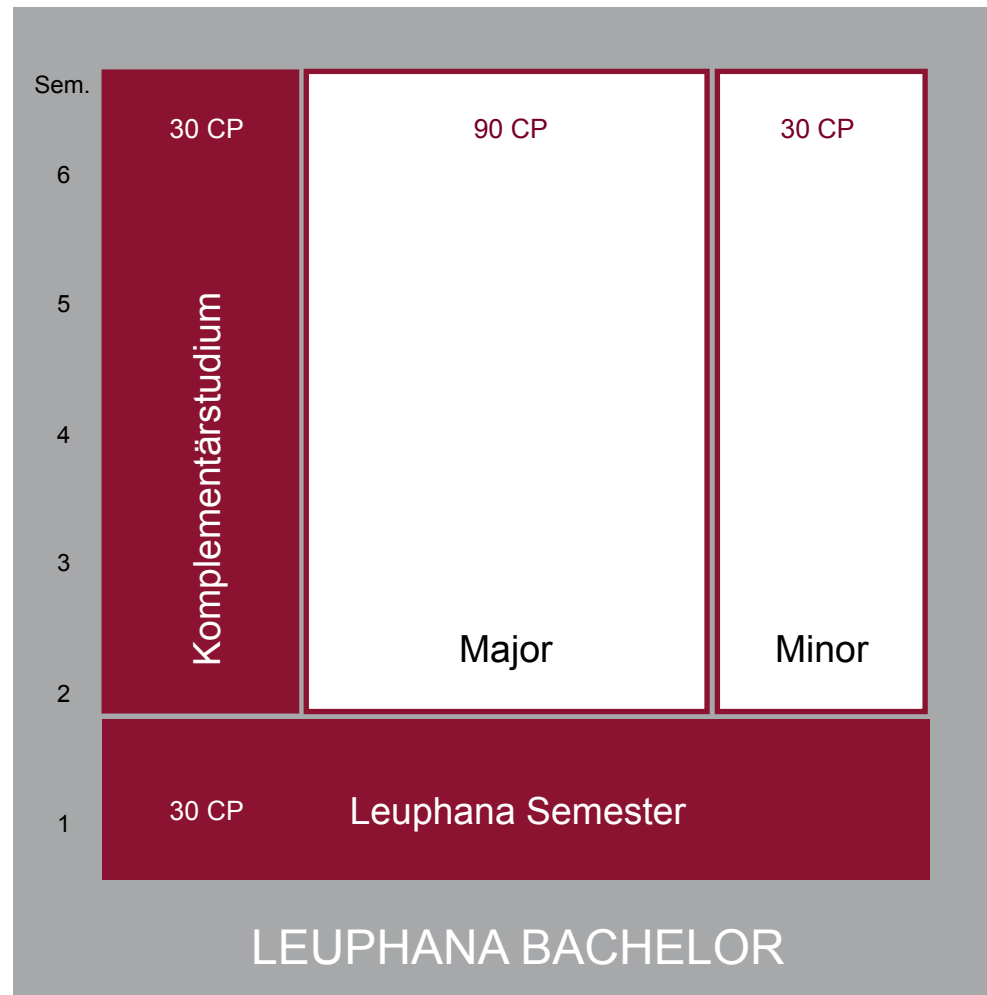 Sem.
30 CP
90 CP
30 CP
6
5
4
3
2
Komplementärstudium
Major
Minor
1
30 CP
Leuphana Semester
LEUPHANA BACHELOR